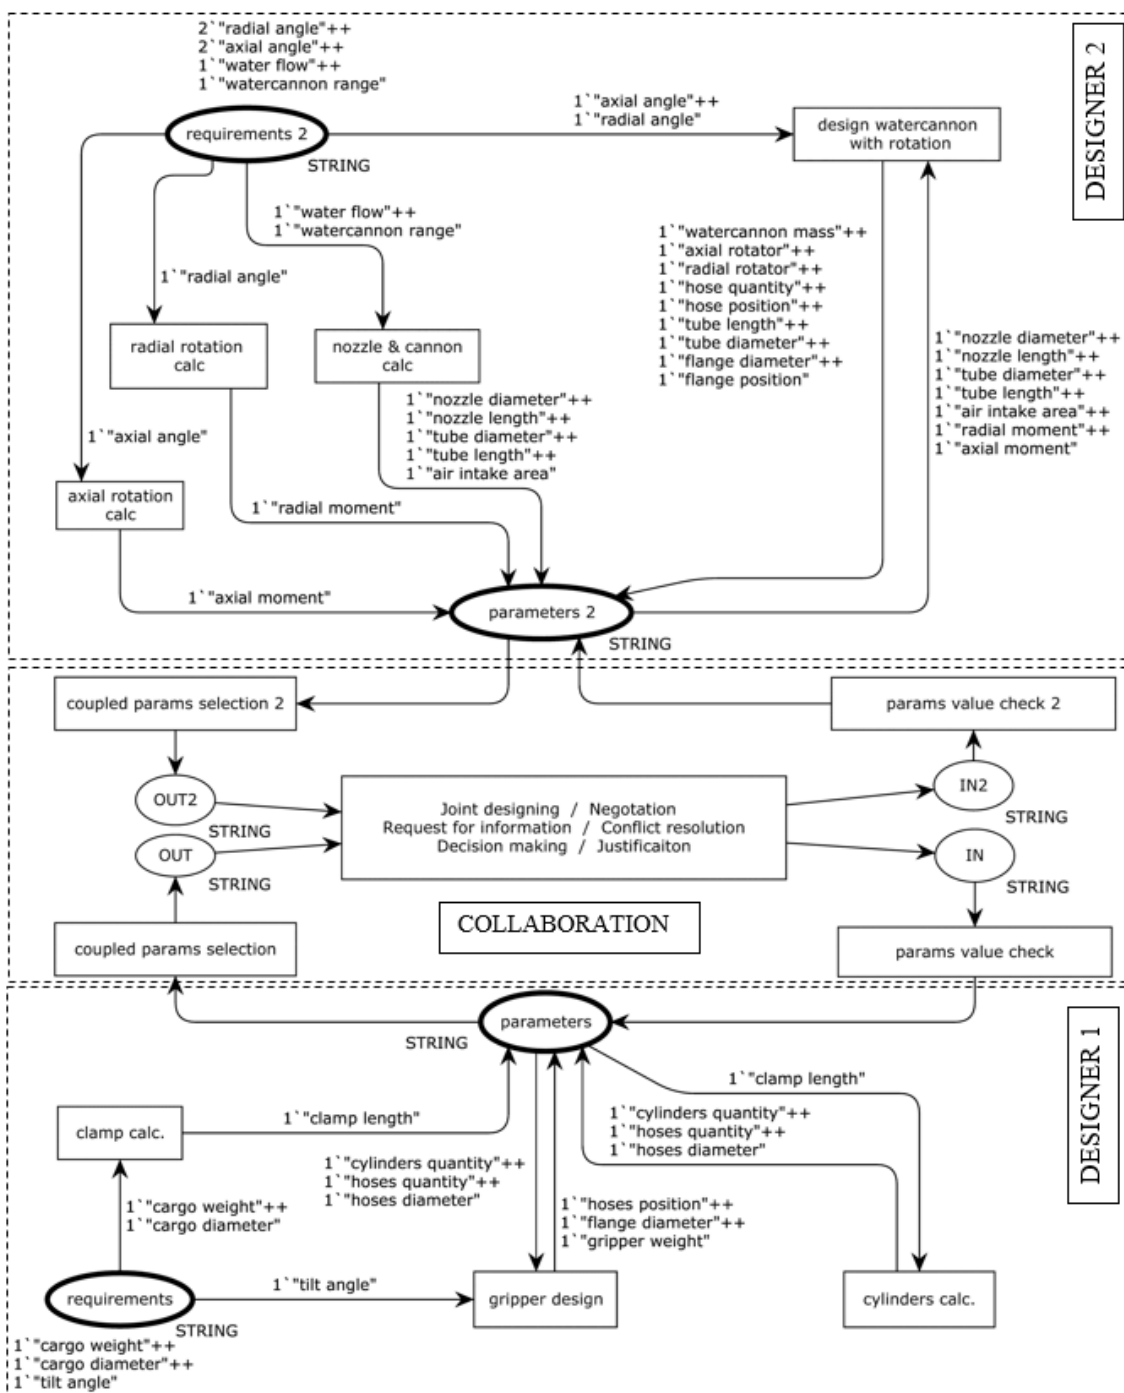 2`"radial angle"++
2`"axial angle"++
1`"water flow"++
1`"watercannon range"
DESIGNER 2
requirements 2
STRING
1`"axial angle"++
1`"radial angle"
design watercannon
with rotation
1`"water flow"++
1`"watercannon range"
1`"radial angle"
1`"watercannon mass"++
1`"axial rotator"++
1`"radial rotator"++
1`"hose quantity"++
1`"hose position"++
1`"tube length"++
1`"tube diameter"++
1`"flange diameter"++
1`"flange position"
radial rotation
calc
nozzle & cannon
calc
1`"nozzle diameter"++
1`"nozzle length"++
1`"tube diameter"++
1`"tube length"++
1`"air intake area"++
1`"radial moment"++
1`"axial moment"
1`"nozzle diameter"++
1`"nozzle length"++
1`"tube diameter"++
1`"tube length"++
1`"air intake area"
1`"axial angle"
axial rotation
calc
1`"radial moment"
1`"axial moment"
parameters 2
STRING
coupled params selection 2
params value check 2
OUT2
STRING
OUT
STRING
Joint designing / Negotation
Request for information / Conflict resolution
Decision making / Justificaiton
IN2
STRING
IN
STRING
COLLABORATION
coupled params selection
params value check
DESIGNER 1
parameters
STRING
1`"clamp length"
1`"clamp length"
clamp calc.
1`"cylinders quantity"++
1`"hoses quantity"++
1`"hoses diameter"
1`"cylinders quantity"++
1`"hoses quantity"++
1`"hoses diameter"
1`"cargo weight"++
1`"cargo diameter"
1`"hoses position"++
1`"flange diameter"++
1`"gripper weight"
1`"tilt angle"
requirements
STRING
gripper design
cylinders calc.
1`"cargo weight"++
1`"cargo diameter"++
1`"tilt angle"